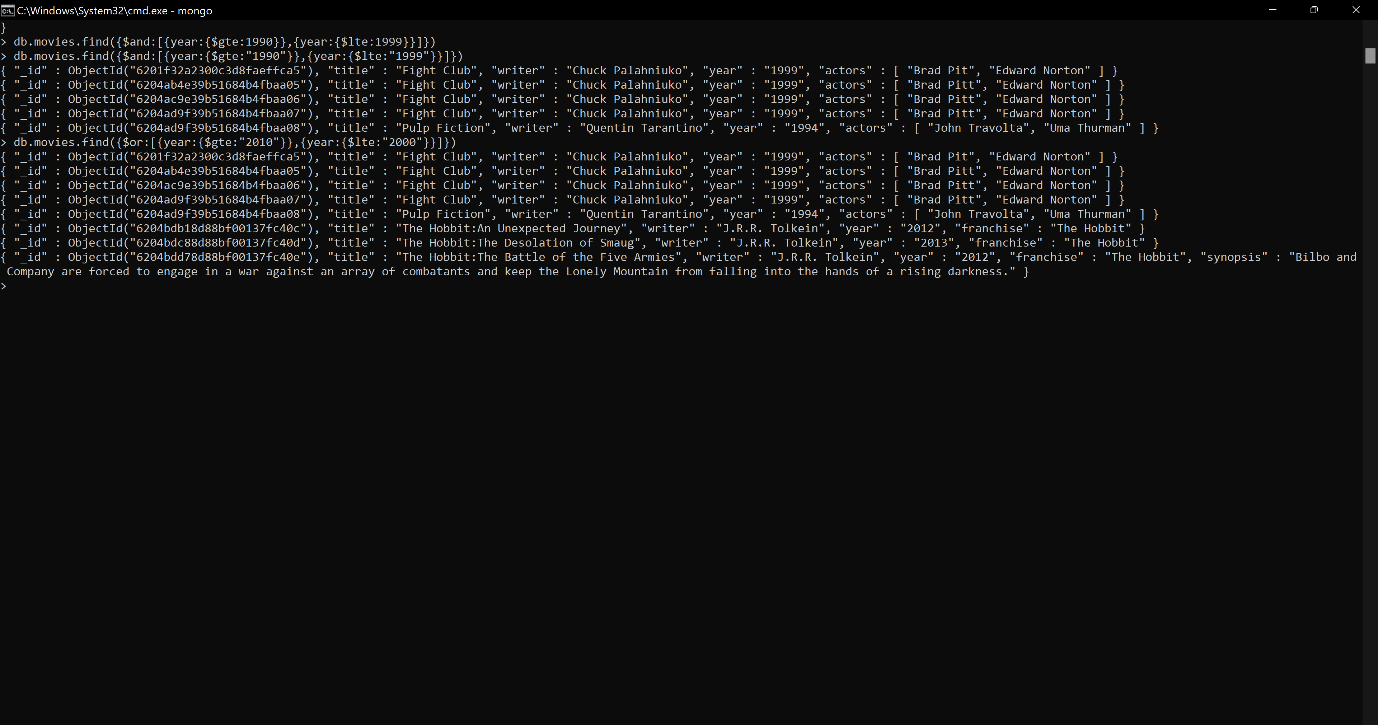 C:\Windows\System32\cmd.exe - mongo
}
> db.movies.find({$and:[{year:{$gte:1990}},{year:{$lte:1999}}]})
> db.movies.find({$and:[{year:{$gte:"1990"}},{year:{$lte:"1999"}}]})
{ "_id" : ObjectId("6201f32a2300c3d8faeffca5"), "title" : "Fight Club", "writer" : "Chuck Palahniuko", "year" : "1999", "actors" : [ "Brad Pit", "Edward Norton" ] }
{ "_id" : ObjectId("6204ab4e39b51684b4fbaa05"), "title" : "Fight Club", "writer" : "Chuck Palahniuko", "year" : "1999", "actors" : [ "Brad Pitt", "Edward Norton" ] }
{ "_id" : ObjectId("6204ac9e39b51684b4fbaa06"), "title" : "Fight Club", "writer" : "Chuck Palahniuko", "year" : "1999", "actors" : [ "Brad Pitt", "Edward Norton" ] }
{ "_id" : ObjectId("6204ad9f39b51684b4fbaa07"), "title" : "Fight Club", "writer" : "Chuck Palahniuko", "year" : "1999", "actors" : [ "Brad Pitt", "Edward Norton" ] }
{ "_id" : ObjectId("6204ad9f39b51684b4fbaa08"), "title" : "Pulp Fiction", "writer" : "Quentin Tarantino", "year" : "1994", "actors" : [ "John Travolta", "Uma Thurman" ] }
> db.movies.find({$or:[{year:{$gte:"2010"}},{year:{$lte:"2000"}}]})
{ "_id" : ObjectId("6201f32a2300c3d8faeffca5"), "title" : "Fight Club", "writer" : "Chuck Palahniuko", "year" : "1999", "actors" : [ "Brad Pit", "Edward Norton" ] }
{ "_id" : ObjectId("6204ab4e39b51684b4fbaa05"), "title" : "Fight Club", "writer" : "Chuck Palahniuko", "year" : "1999", "actors" : [ "Brad Pitt", "Edward Norton" ] }
{ "_id" : ObjectId("6204ac9e39b51684b4fbaa06"), "title" : "Fight Club", "writer" : "Chuck Palahniuko", "year" : "1999", "actors" : [ "Brad Pitt", "Edward Norton" ] }
{ "_id" : ObjectId("6204ad9f39b51684b4fbaa07"), "title" : "Fight Club", "writer" : "Chuck Palahniuko", "year" : "1999", "actors" : [ "Brad Pitt", "Edward Norton" ] }
{ "_id" : ObjectId("6204ad9f39b51684b4fbaa08"), "title" : "Pulp Fiction", "writer" : "Quentin Tarantino", "year" : "1994", "actors" : [ "John Travolta", "Uma Thurman" ] }
{ "_id" : ObjectId("6204bdb18d88bf00137fc40c"), "title" : "The Hobbit:An Unexpected Journey", "writer" : "J.R.R. Tolkein", "year" : "2012", "franchise" : "The Hobbit" }
{ "_id" : ObjectId("6204bdc88d88bf00137fc40d"), "title" : "The Hobbit:The Desolation of Smaug", "writer" : "J.R.R. Tolkein", "year" : "2013", "franchise" : "The Hobbit" }
{ "_id" : ObjectId("6204bdd78d88bf00137fc40e"), "title" : "The Hobbit:The Battle of the Five Armies", "writer" : "J.R.R. Tolkein", "year" : "2012", "franchise" : "The Hobbit", "synopsis" : "Bilbo and
Company are forced to engage in a war against an array of combatants and keep the Lonely Mountain from falling into the hands of a rising darkness." }
>